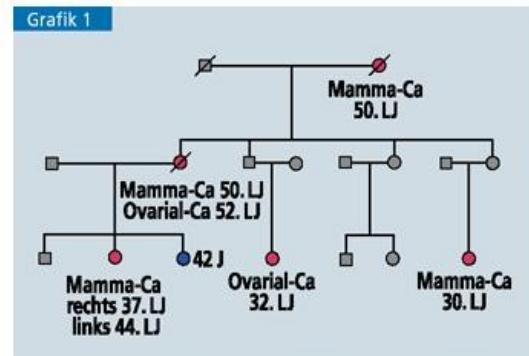 Grafik 1
Mamma-Ca
50. LJ
Mamma-Ca 50. LJ
Ovarial-Ca 52. LJ
42 J
Mamma-Ca
rechts 37. LJ
links 44. LJ
Ovarial-Ca
32. LJ
Mamma-Ca
30. LJ